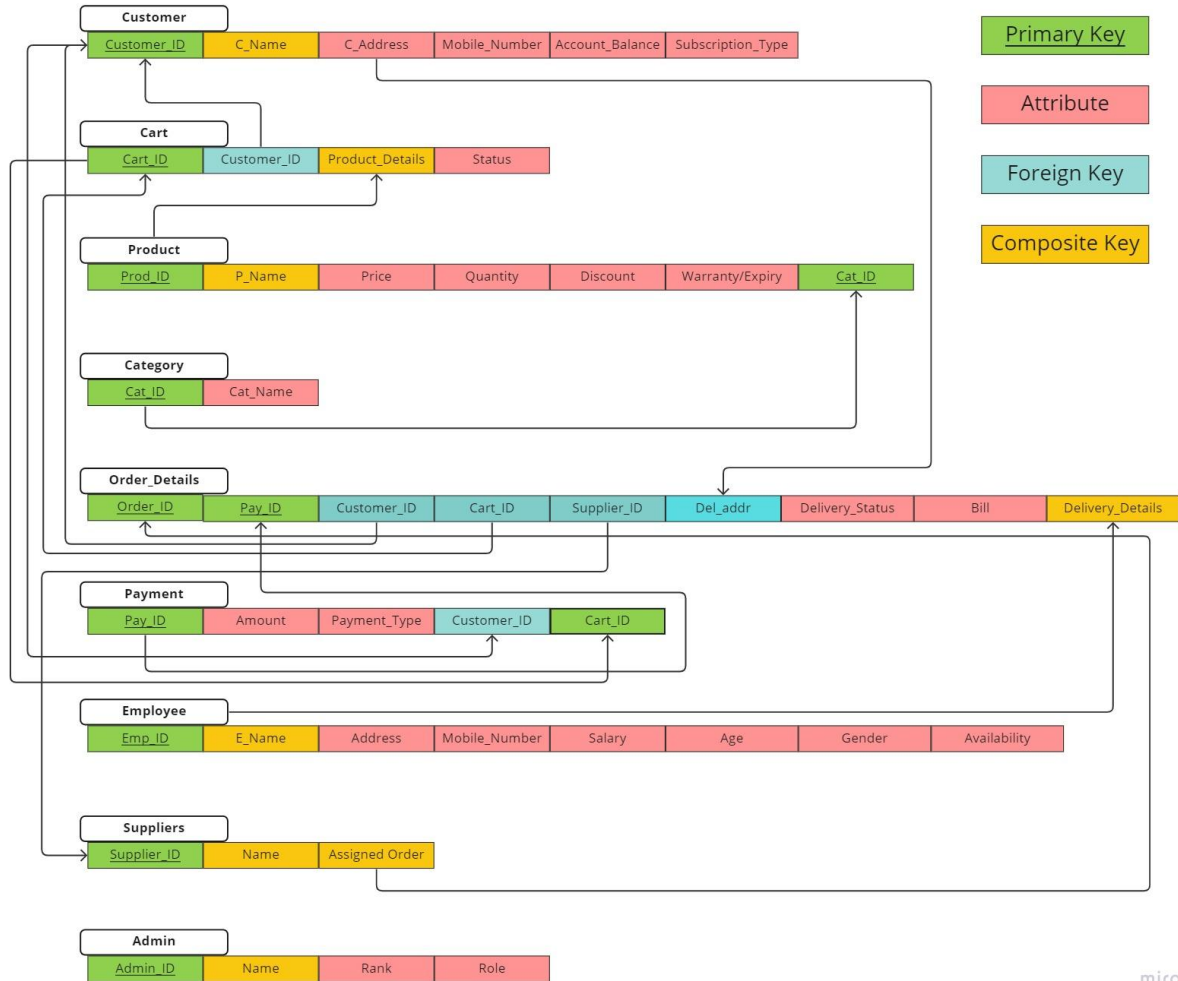 Customer
Customer_ID C_Name C_Address Mobile_Number Account_Balance Subscription_Type
Primary Key
Attribute
Cart
Cart_ID Customer_ID Product_Details Status
Foreign Key
Product
Composite Key
Prod_ID P_Name Price Quantity Discount Warranty/Expiry Cat_ID
Category
Cat_ID Cat_Name
Order_Details
Order_ID Pay_ID Customer_ID Cart_ID Supplier_ID Del_addr Delivery_Status Bill Delivery_Details
Payment
Pay_ID Amount Payment_Type Customer_ID Cart_ID
Employee
Emp_ID E_Name Address Mobile_Number Salary Age Gender Availability
Suppliers
Supplier_ID Name Assigned Order
Admin
Admin_ID Name Rank Role